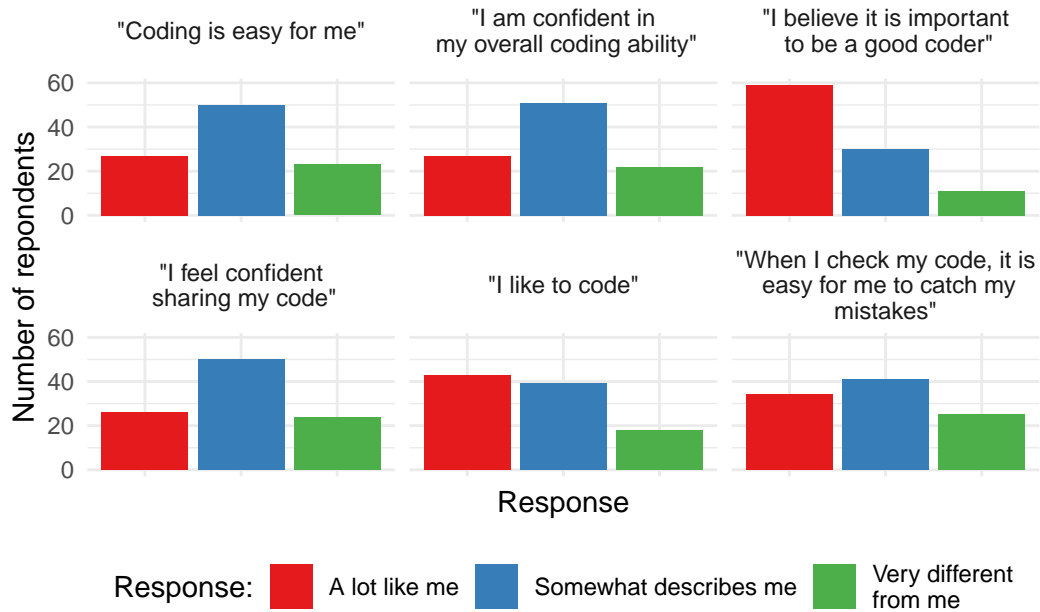 "Coding is easy for me"
"I am confident in
my overall coding ability"
"I believe it is important
to be a good coder"
60
40
20
0
"I feel confident
sharing my code"
"I like to code"
"When I check my code, it is
easy for me to catch my
mistakes"
60
40
20
0
Number of repondents
Response
Response:
A lot like me
Somewhat describes me
Very different
from me